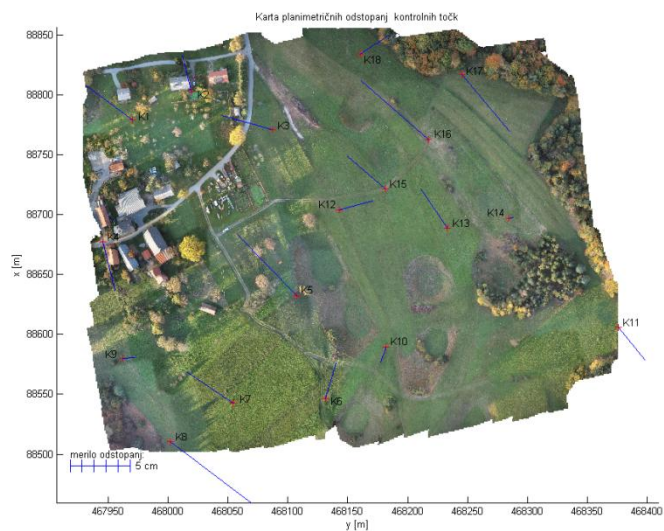 Karta planimetričnih odstopanj kontrolnih točk
88850
88800
88750
88700
88650
88600
88550
88500
x [m]
K18
K17
K2
K1
K3
K16
K15
K12
K13
K14
K4
K5
K11
K10
K9
K7
K6
K8
merilo odstopanj:
5 cm
467950 468000 468050 468100 468150 468200 468250 468300 468350 468400
y [m]